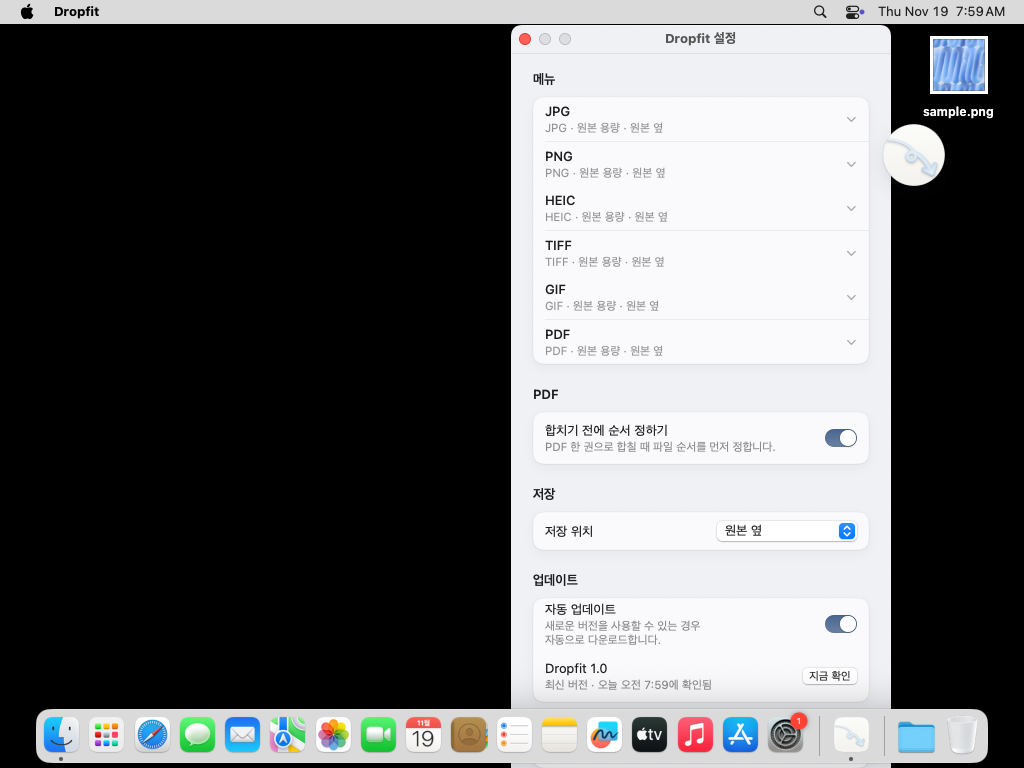 Dropfit
Thu Nov 19 7:59 AM
Dropfit 설정
sample.png
메뉴
JPG
JPG · 원본 용량 · 원본 옆
PNG
PNG · 원본 용량 · 원본 옆
HEIC
HEIC · 원본 용량 · 원본 옆
TIFF
TIFF · 원본 용량 · 원본 옆
GIF
GIF · 원본 용량 · 원본 옆
PDF
PDF · 원본 용량 · 원본 옆
PDF
합치기 전에 순서 정하기
PDF 한 권으로 합칠 때 파일 순서를 먼저 정합니다.
저장
저장 위치
원본 옆
업데이트
자동 업데이트
새로운 버전을 사용할 수 있는 경우
자동으로 다운로드합니다.
Dropfit 1.0
최신 버전 · 오늘 오전 7:59에 확인됨
지금 확인
11월
19
tv
1